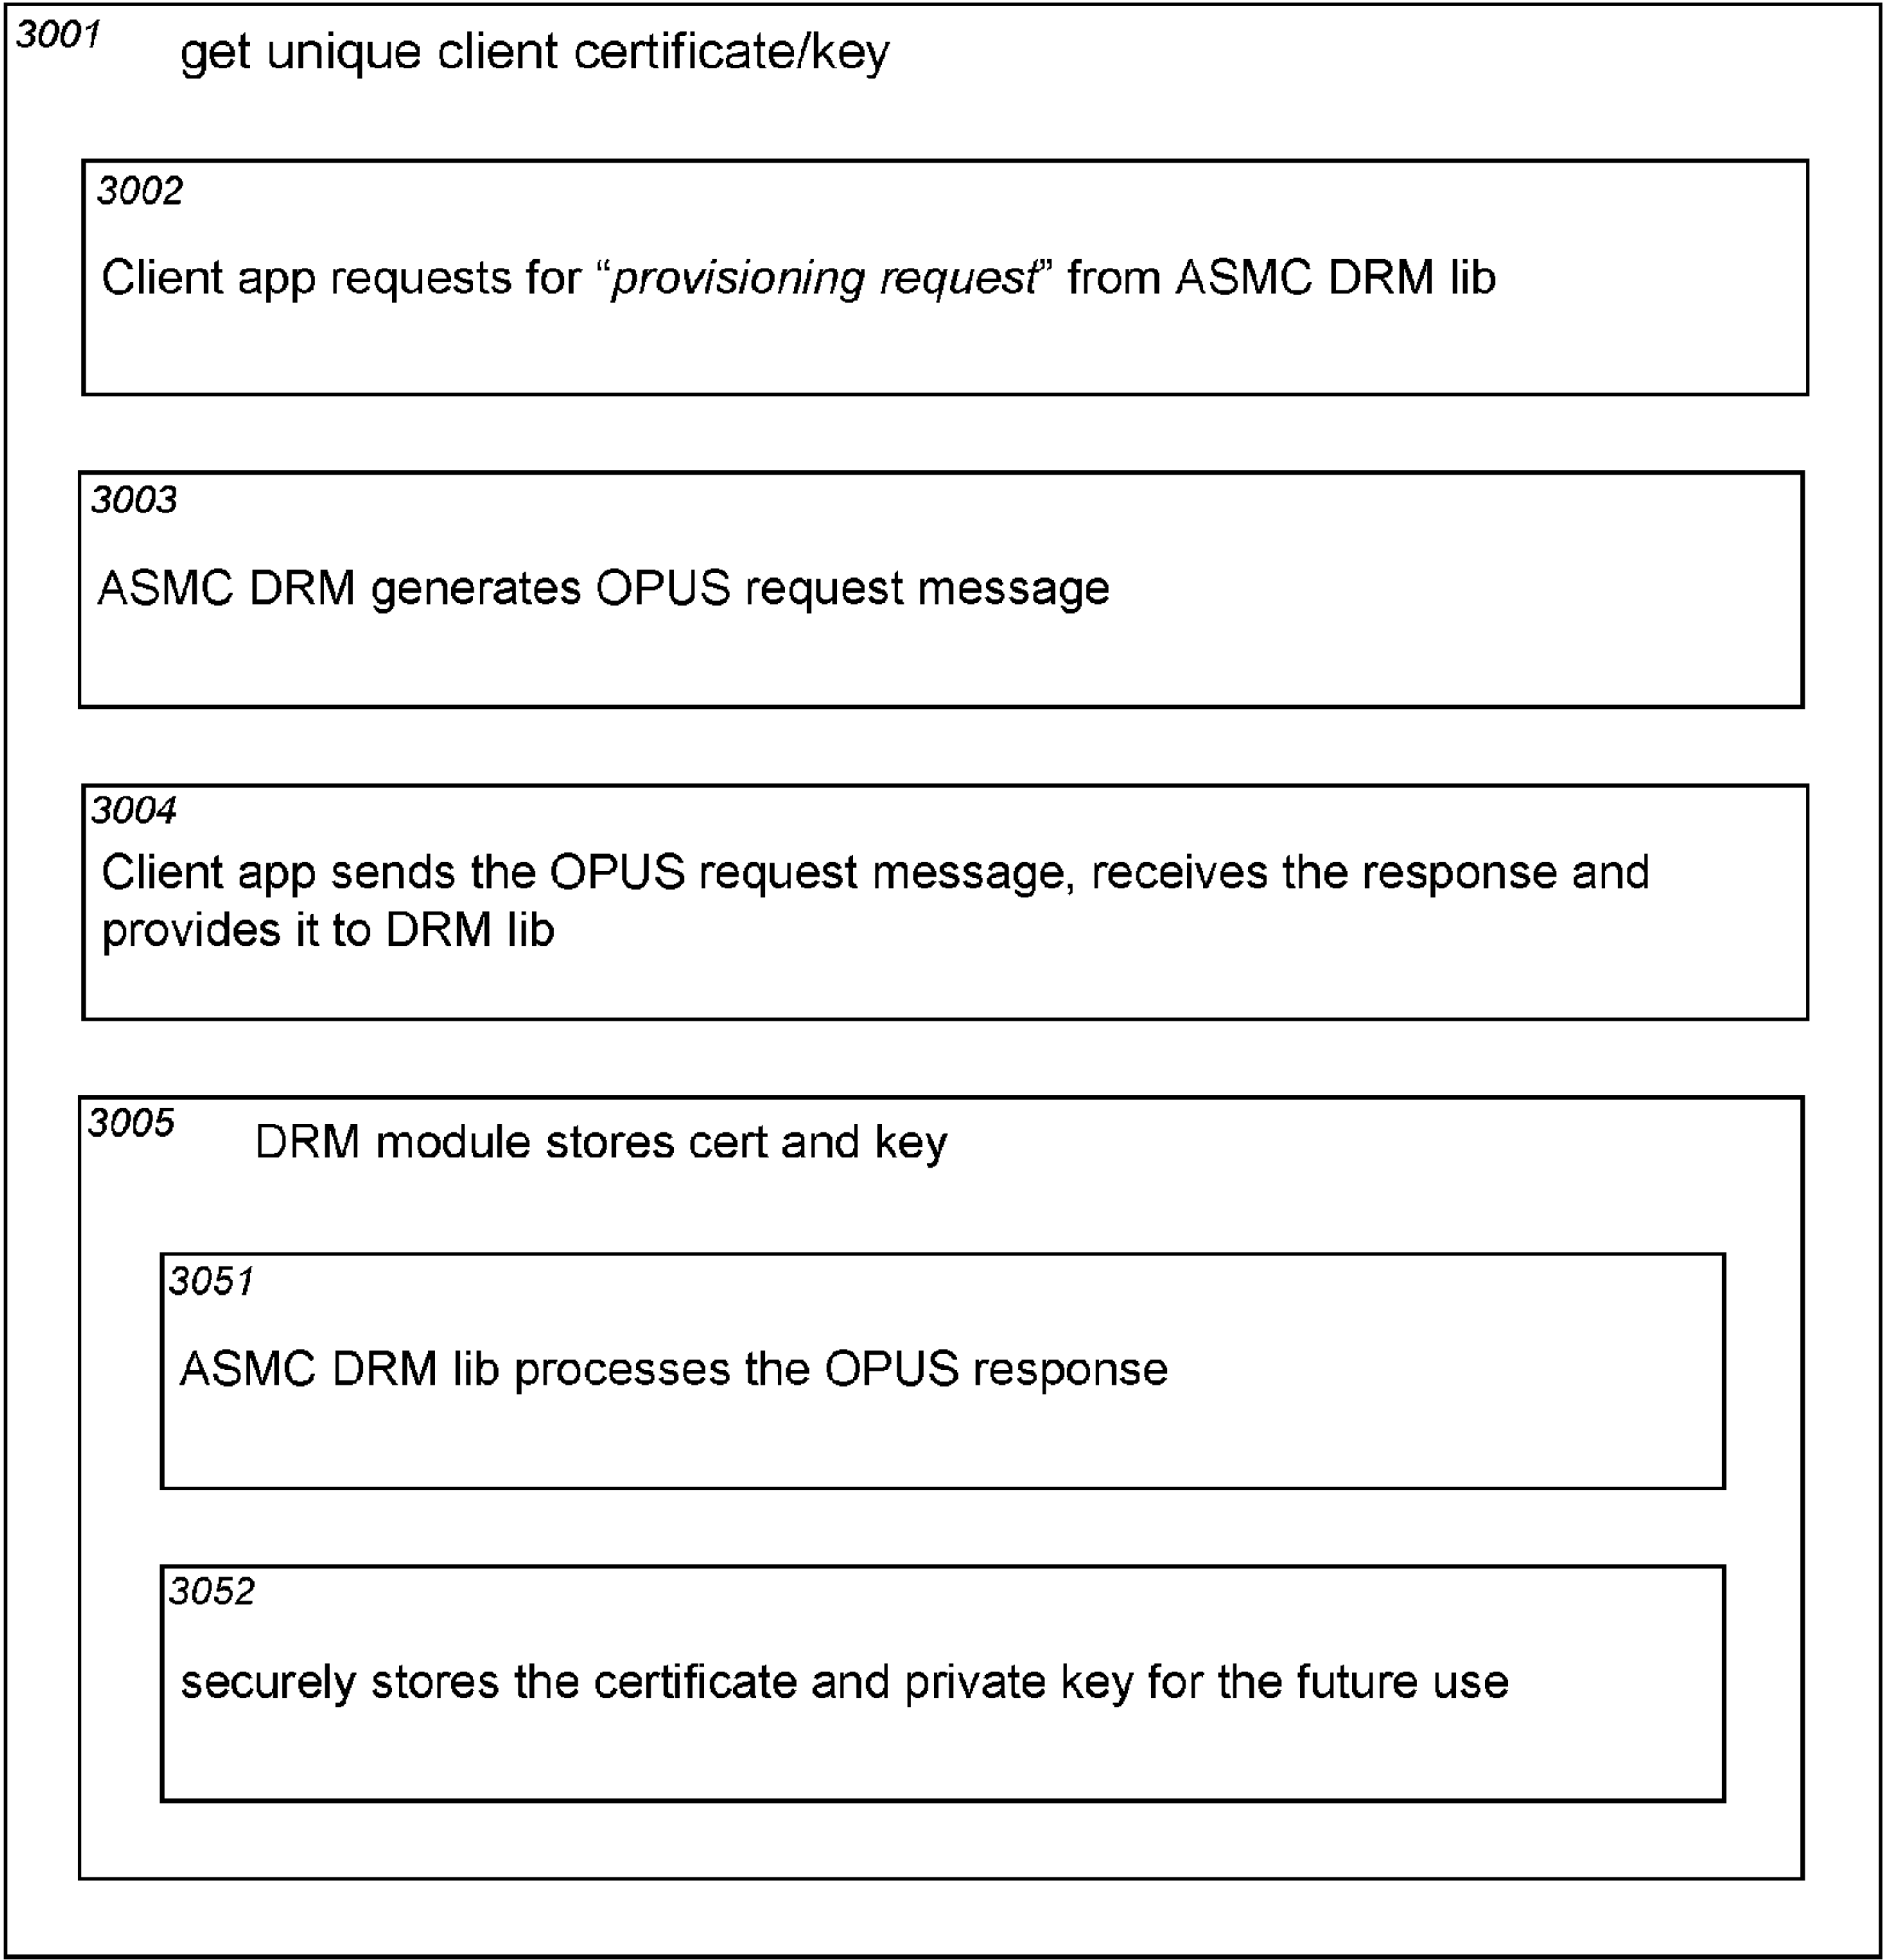 3001
get unique client certificate/key
3002
Client app requests for “provisioning request” from ASMC DRM lib
3003
ASMC DRM generates OPUS request message
3004
Client app sends the OPUS request message, receives the response and
provides it to DRM lib
3005
DRM module stores cert and key
3051
ASMC DRM lib processes the OPUS response
3052
securely stores the certificate and private key for the future use